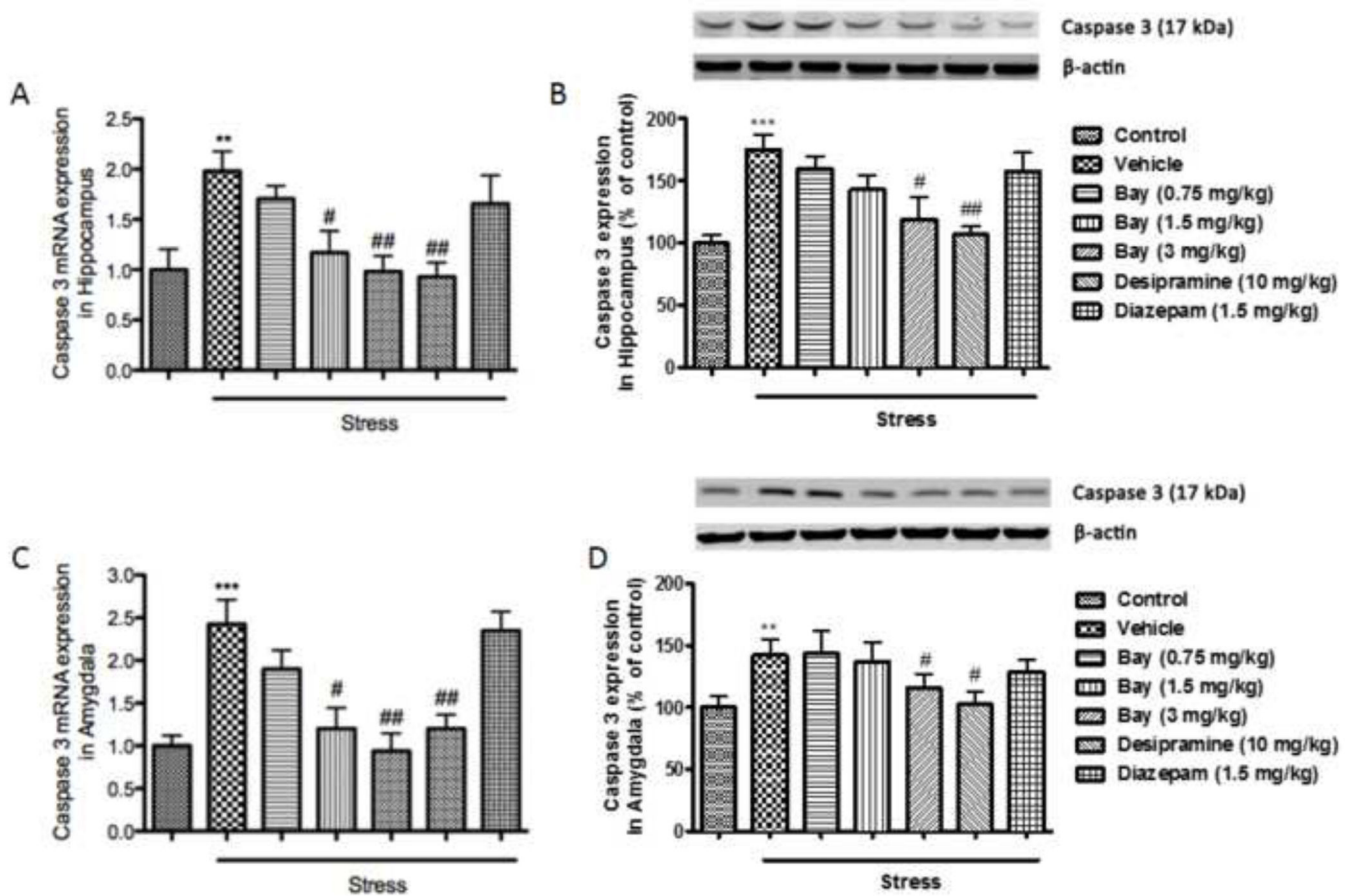 Caspase 3 (17 kDa)
β-actin
A
Caspase 3 mRNA expression
in Hippocampus
2.5
2.0
1.5
1.0
0.5
0.0
**
#
##
##
Stress
B
Caspase 3 expression
In Hippocampus (% of control)
200
150
100
50
0
***
#
##
Stress
Control
Vehicle
Bay (0.75 mg/kg)
Bay (1.5 mg/kg)
Bay (3 mg/kg)
Desipramine (10 mg/kg)
Diazepam (1.5 mg/kg)
Caspase 3 (17 kDa)
β-actin
C
Caspase 3 mRNA expression
in Amygdala
3.0
2.5
2.0
1.5
1.0
0.5
0.0
***
#
##
##
Stress
D
Caspase 3 expression
In Amygdala (% of control)
200
150
100
50
0
**
#
#
Stress
Control
Vehicle
Bay (0.75 mg/kg)
Bay (1.5 mg/kg)
Bay (3 mg/kg)
Desipramine (10 mg/kg)
Diazepam (1.5 mg/kg)